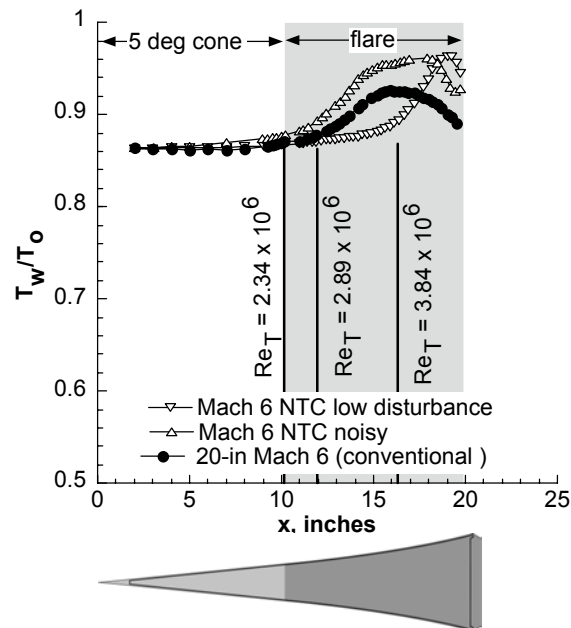 1
5 deg cone flare
0.9
0.8
T_w/T_o
Re_T = 2.34 x 10^6
Re_T = 2.89 x 10^6
Re_T = 3.84 x 10^6
0.7
0.6
Mach 6 NTC low disturbance
Mach 6 NTC noisy
20-in Mach 6 (conventional )
0.5
0 5 10 15 20 25
x, inches